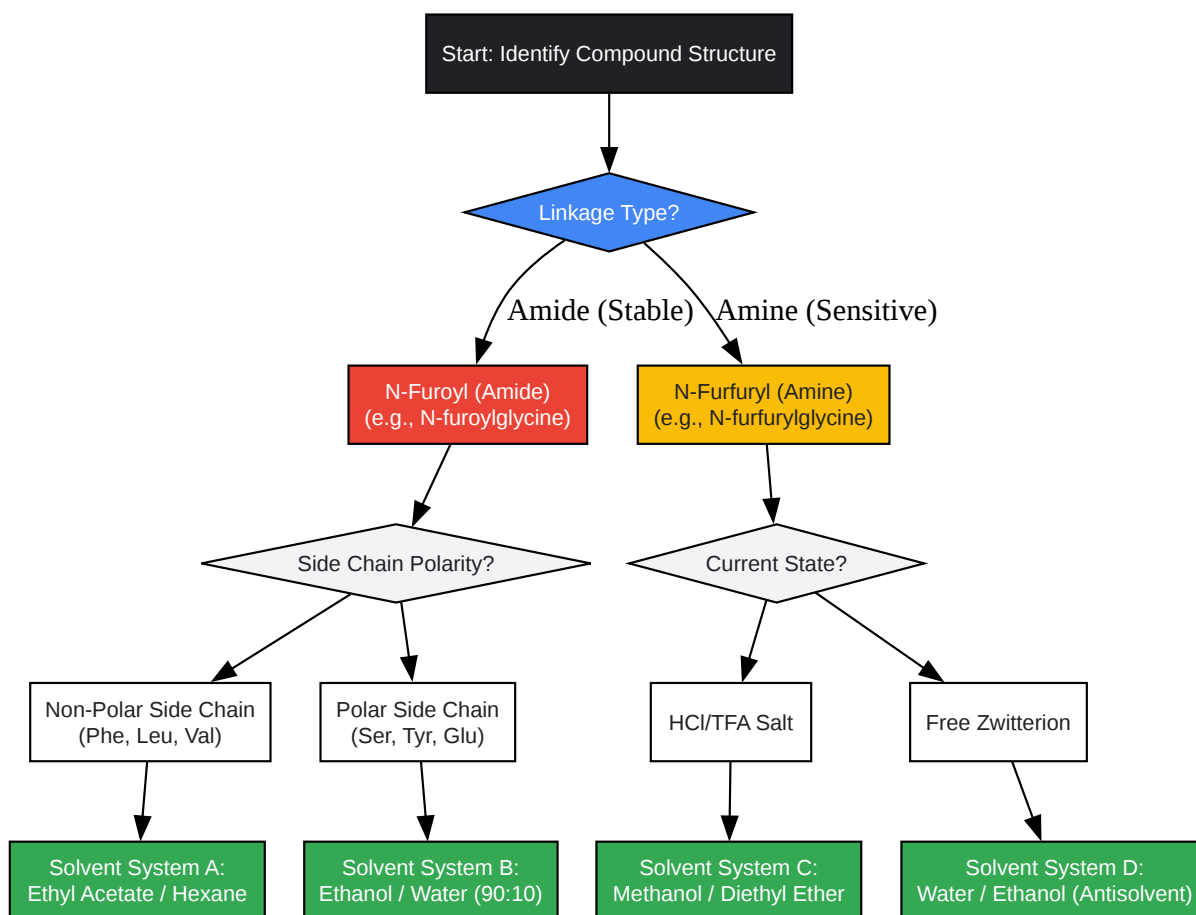 Start: Identify Compound Structure
Linkage Type?
Amide (Stable)
Amine (Sensitive)
N-Furoyl (Amide)
(e.g., N-furoylglycine)
N-Furfuryl (Amine)
(e.g., N-furfurylglycine)
Side Chain Polarity?
Current State?
Non-Polar Side Chain
(Phe, Leu, Val)
Polar Side Chain
(Ser, Tyr, Glu)
HCl/TFA Salt
Free Zwitterion
Solvent System A:
Ethyl Acetate / Hexane
Solvent System B:
Ethanol / Water (90:10)
Solvent System C:
Methanol / Diethyl Ether
Solvent System D:
Water / Ethanol (Antisolvent)